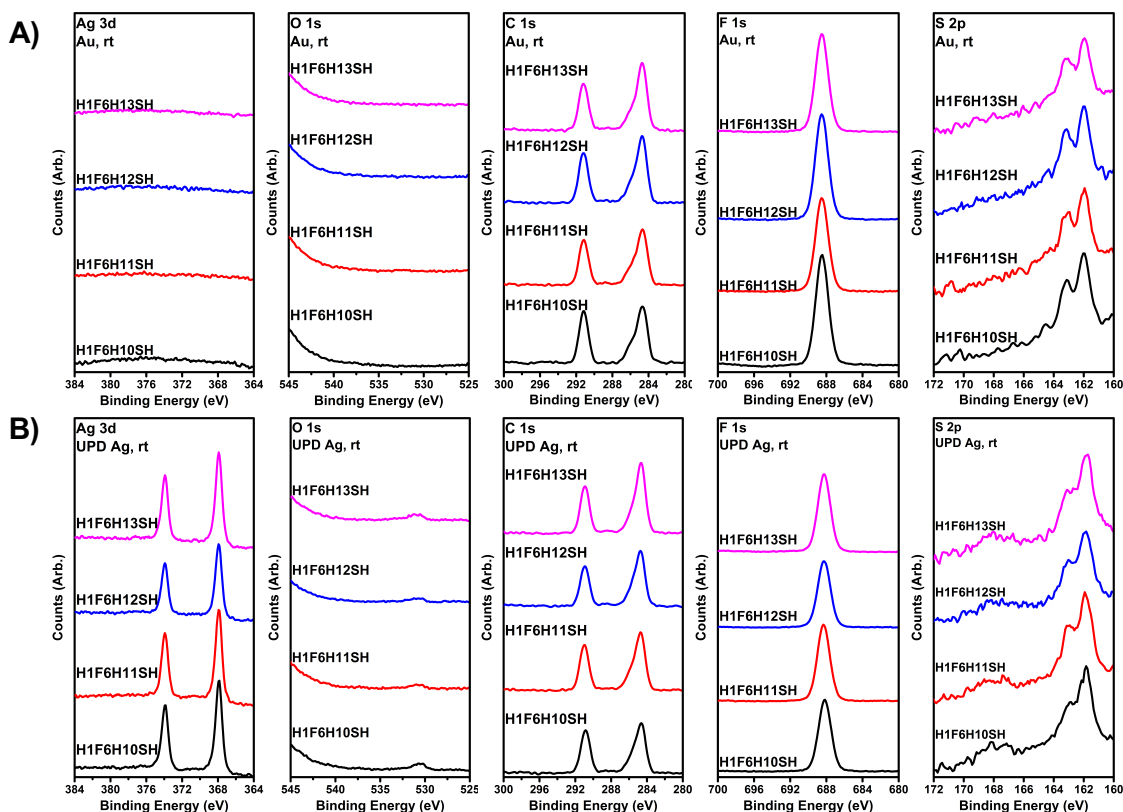 A)
Ag 3d
Au, rt
H1F6H13SH
H1F6H12SH
H1F6H11SH
H1F6H10SH
Counts (Arb.)
384 380 376 372 368 364
Binding Energy (eV)
O 1s
Au, rt
H1F6H13SH
H1F6H12SH
H1F6H11SH
H1F6H10SH
Counts (Arb.)
545 540 535 530 525
Binding Energy (eV)
C 1s
Au, rt
H1F6H13SH
H1F6H12SH
H1F6H11SH
H1F6H10SH
Counts (Arb.)
300 296 292 288 284 280
Binding Energy (eV)
F 1s
Au, rt
H1F6H13SH
H1F6H12SH
H1F6H11SH
H1F6H10SH
Counts (Arb.)
700 696 692 688 684 680
Binding Energy (eV)
S 2p
Au, rt
H1F6H13SH
H1F6H12SH
H1F6H11SH
H1F6H10SH
Counts (Arb.)
172 170 168 166 164 162 160
Binding Energy (eV)
B)
Ag 3d
UPD Ag, rt
H1F6H13SH
H1F6H12SH
H1F6H11SH
H1F6H10SH
Counts (Arb.)
384 380 376 372 368 364
Binding Energy (eV)
O 1s
UPD Ag, rt
H1F6H13SH
H1F6H12SH
H1F6H11SH
H1F6H10SH
Counts (Arb.)
545 540 535 530 525
Binding Energy (eV)
C 1s
UPD Ag, rt
H1F6H13SH
H1F6H12SH
H1F6H11SH
H1F6H10SH
Counts (Arb.)
300 296 292 288 284 280
Binding Energy (eV)
F 1s
UPD Ag, rt
H1F6H13SH
H1F6H12SH
H1F6H11SH
H1F6H10SH
Counts (Arb.)
700 696 692 688 684 680
Binding Energy (eV)
S 2p
UPD Ag, rt
H1F6H13SH
H1F6H12SH
H1F6H11SH
H1F6H10SH
Counts (Arb.)
172 170 168 166 164 162 160
Binding Energy (eV)